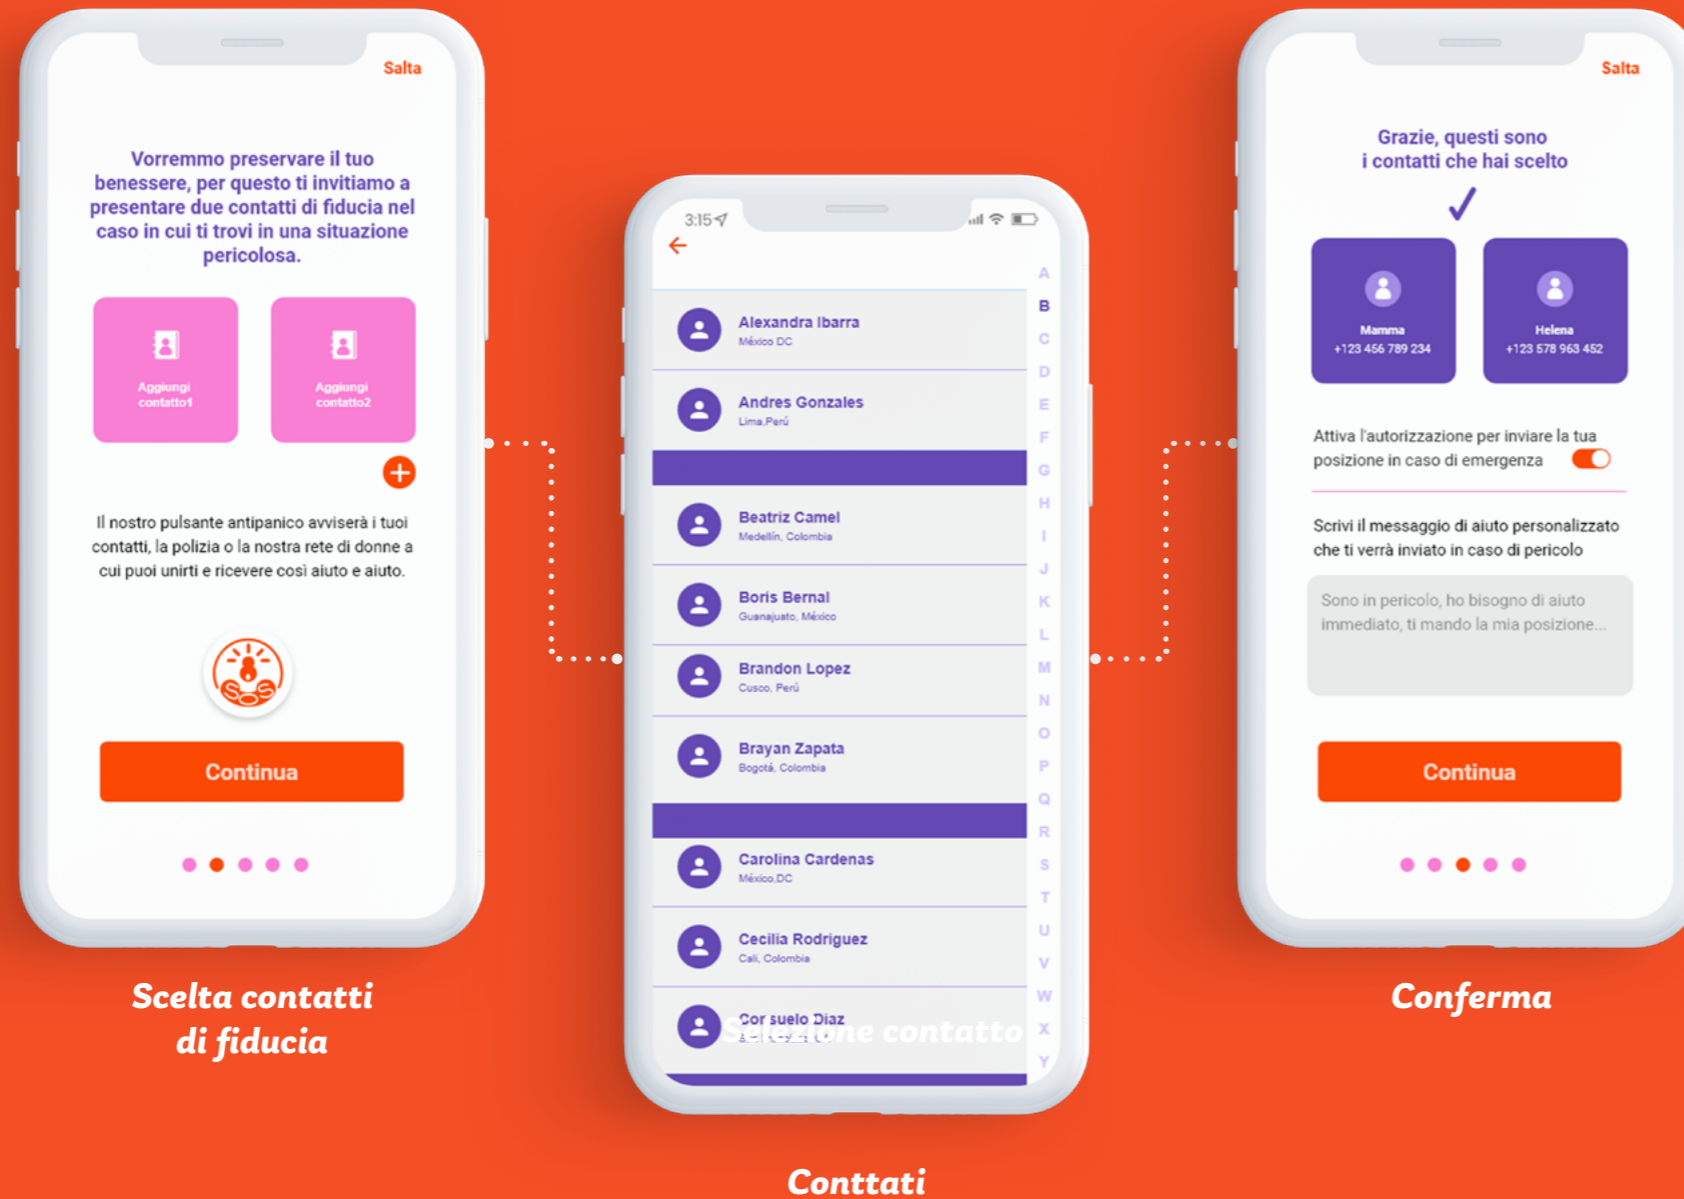 Salta
Vorremmo preservare il tuo
benessere, per questo ti invitiamo a
presentare due contatti di fiducia nel
caso in cui ti trovi in una situazione
pericolosa.
Aggiungi
contatto1
Aggiungi
contatto2
Il nostro pulsante antipanico avviserà i tuoi
contatti, la polizia o la nostra rete di donne a
cui puoi unirti e ricevere così aiuto e aiuto.
SOS
Continua
Scelta contatti
di fiducia
3:15
Alexandra Ibarra
México DC
Andres Gonzales
Lima,Perú
Beatriz Camel
Medellín, Colombia
Boris Bernal
Guanajuato, México
Brandon Lopez
Cusco, Perú
Brayan Zapata
Bogotá, Colombia
Carolina Cardenas
México,DC
Cecilia Rodriguez
Cali, Colombia
Consuelo Diaz
Selezione contatto
A
B
C
D
E
F
G
H
I
J
K
L
M
N
O
P
Q
R
S
T
U
V
W
X
Y
Conttati
Salta
Grazie, questi sono
i contatti che hai scelto
Mamma
+123 456 789 234
Helena
+123 578 963 452
Attiva l'autorizzazione per inviare la tua
posizione in caso di emergenza
Scrivi il messaggio di aiuto personalizzato
che ti verrà inviato in caso di pericolo
Sono in pericolo, ho bisogno di aiuto
immediato, ti mando la mia posizione...
Continua
Conferma